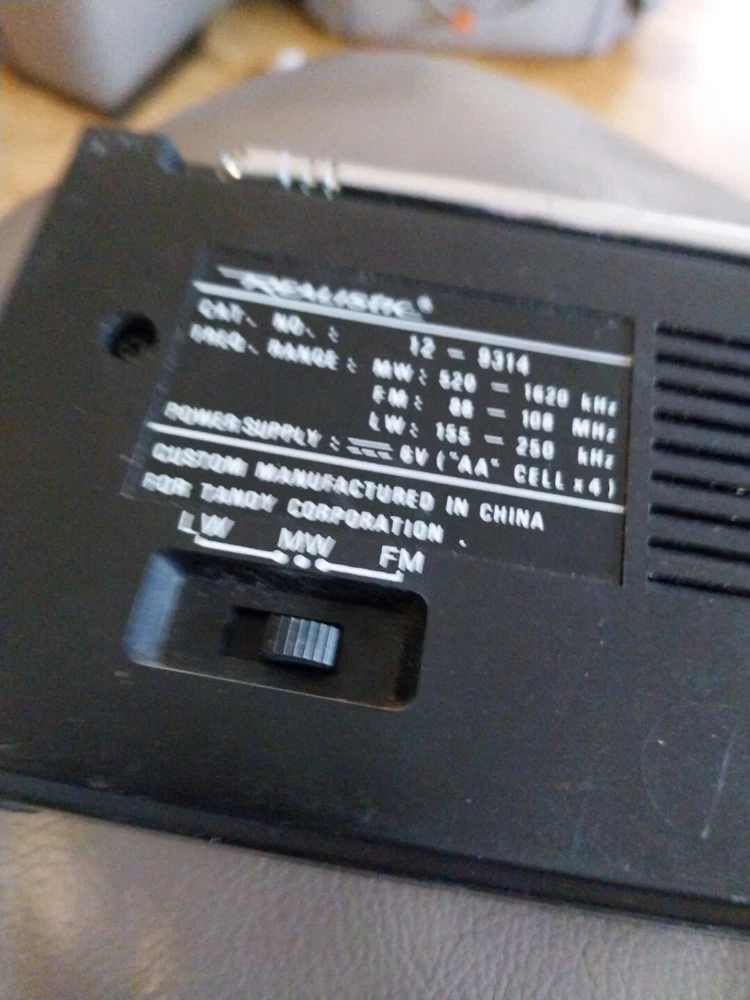 REALISTIC®
CAT. NO. : 12 - 9314
FREQ. RANGE : MW : 520 - 1620 kHz
FM : 88 - 108 MHz
LW : 155 - 250 kHz
POWER SUPPLY : 6V ("AA" CELL x 4)
CUSTOM MANUFACTURED IN CHINA
FOR TANDY CORPORATION .
LW MW FM